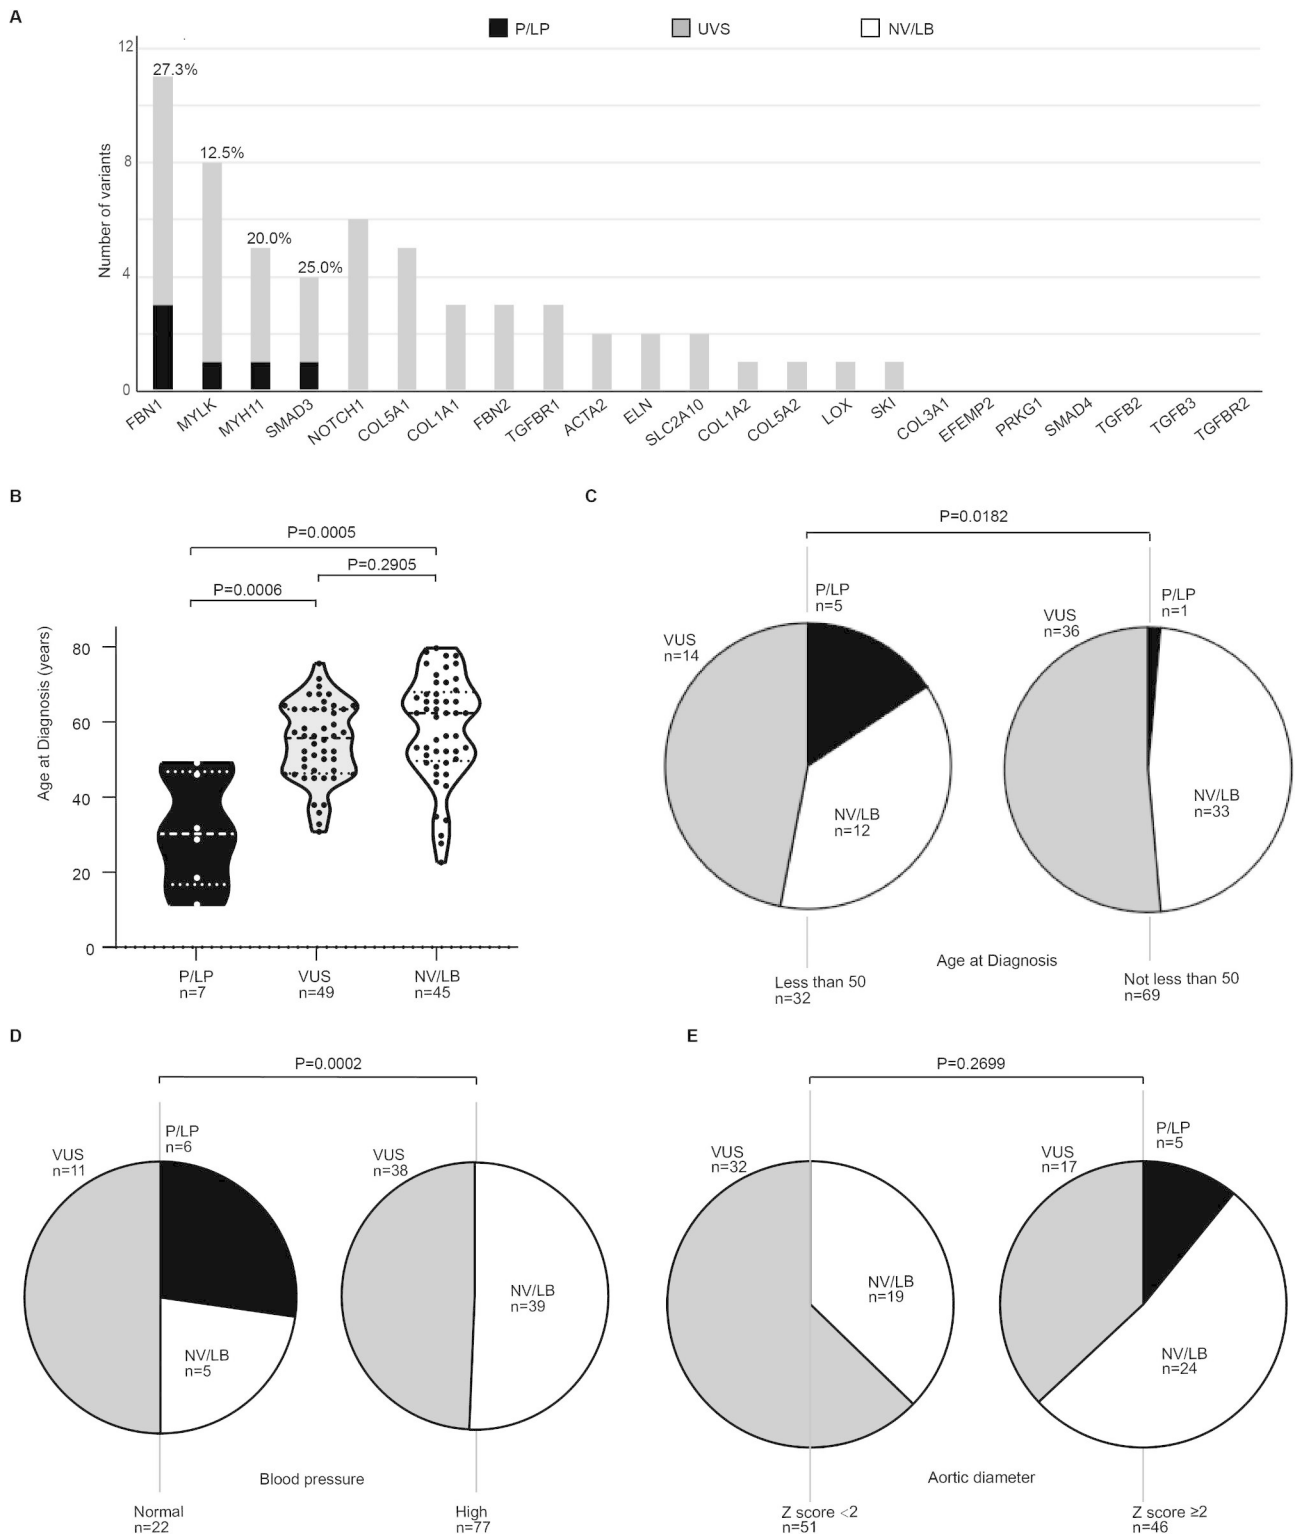 A
P/LP
UVS
NV/LB
Number of variants
12
8
4
0
27.3%
12.5%
20.0%
25.0%
FBN1
MYLK
MYH11
SMAD3
NOTCH1
COL5A1
COL1A1
FBN2
TGFBR1
ACTA2
ELN
SLC2A10
COL1A2
COL5A2
LOX
SKI
COL3A1
EFEMP2
PRKG1
SMAD4
TGFB2
TGFB3
TGFBR2
B
P=0.0005
P=0.2905
P=0.0006
Age at Diagnosis (years)
80
60
40
20
0
P/LP
n=7
VUS
n=49
NV/LB
n=45
C
P=0.0182
P/LP
n=5
VUS
n=14
NV/LB
n=12
P/LP
n=1
VUS
n=36
NV/LB
n=33
Age at Diagnosis
Less than 50
n=32
Not less than 50
n=69
D
P=0.0002
P/LP
n=6
VUS
n=11
NV/LB
n=5
VUS
n=38
NV/LB
n=39
Blood pressure
Normal
n=22
High
n=77
E
P=0.2699
VUS
n=32
NV/LB
n=19
P/LP
n=5
VUS
n=17
NV/LB
n=24
Aortic diameter
Z score <2
n=51
Z score ≥2
n=46